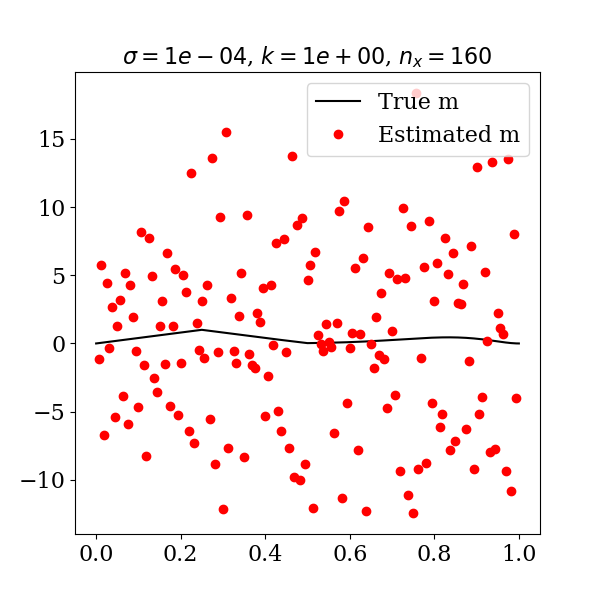 σ = 1e − 04, k = 1e + 00, nₓ = 160
True m
Estimated m
15
10
5
0
−5
−10
0.0 0.2 0.4 0.6 0.8 1.0